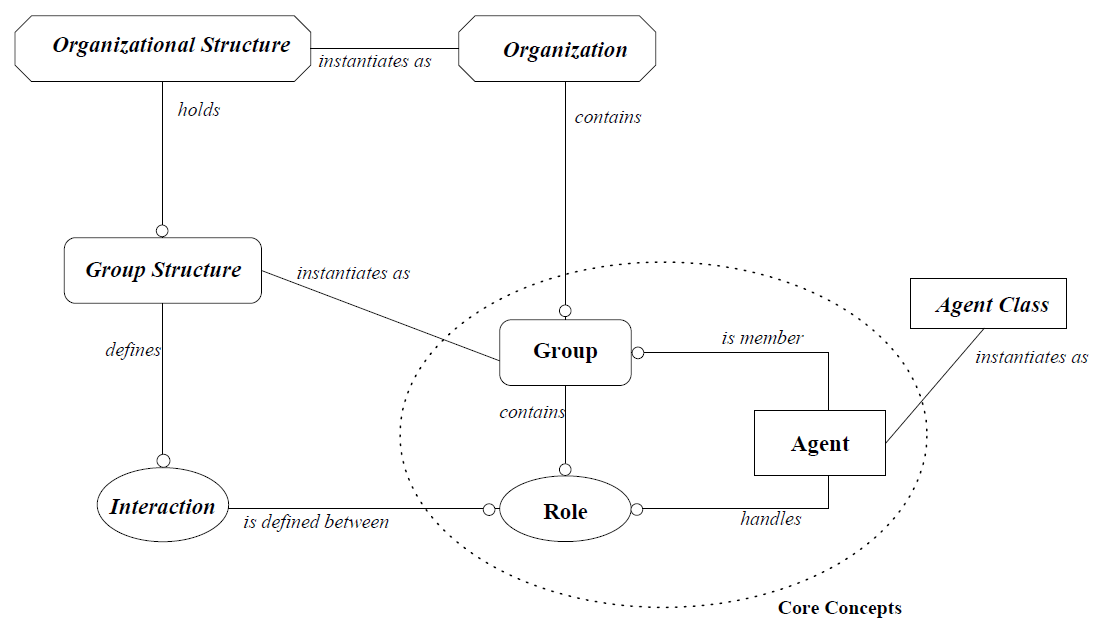 Organizational Structure
instantiates as
Organization
holds
contains
Group Structure
instantiates as
Agent Class
Group
is member
instantiates as
defines
contains
Agent
Interaction
is defined between
Role
handles
Core Concepts